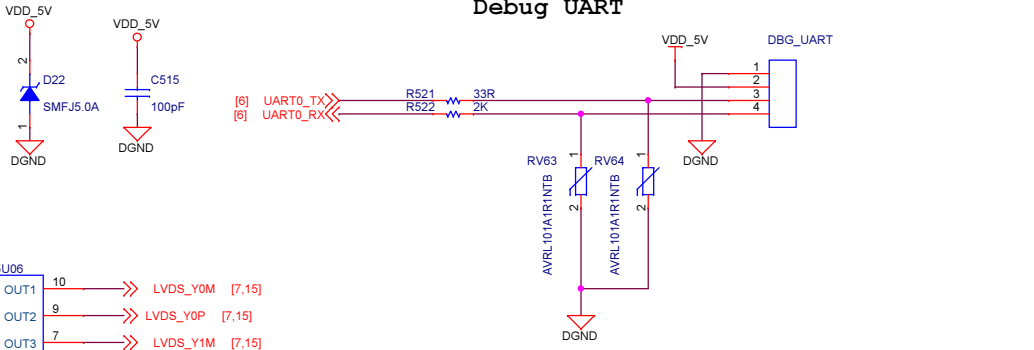 Debug UART
VDD_5V
VDD_5V
VDD_5V
DBG_UART
2
D22
SMFJ5.0A
1
DGND
C515
100pF
DGND
[6] UART0_TX
R521
33R
[6] UART0_RX
R522
2K
1
2
3
4
DGND
RV63
1
2
AVRL101A1R1NTB
RV64
1
2
AVRL101A1R1NTB
DGND
U06
OUT1
10
LVDS_Y0M [7,15]
OUT2
9
LVDS_Y0P [7,15]
OUT3
7
LVDS_Y1M [7,15]